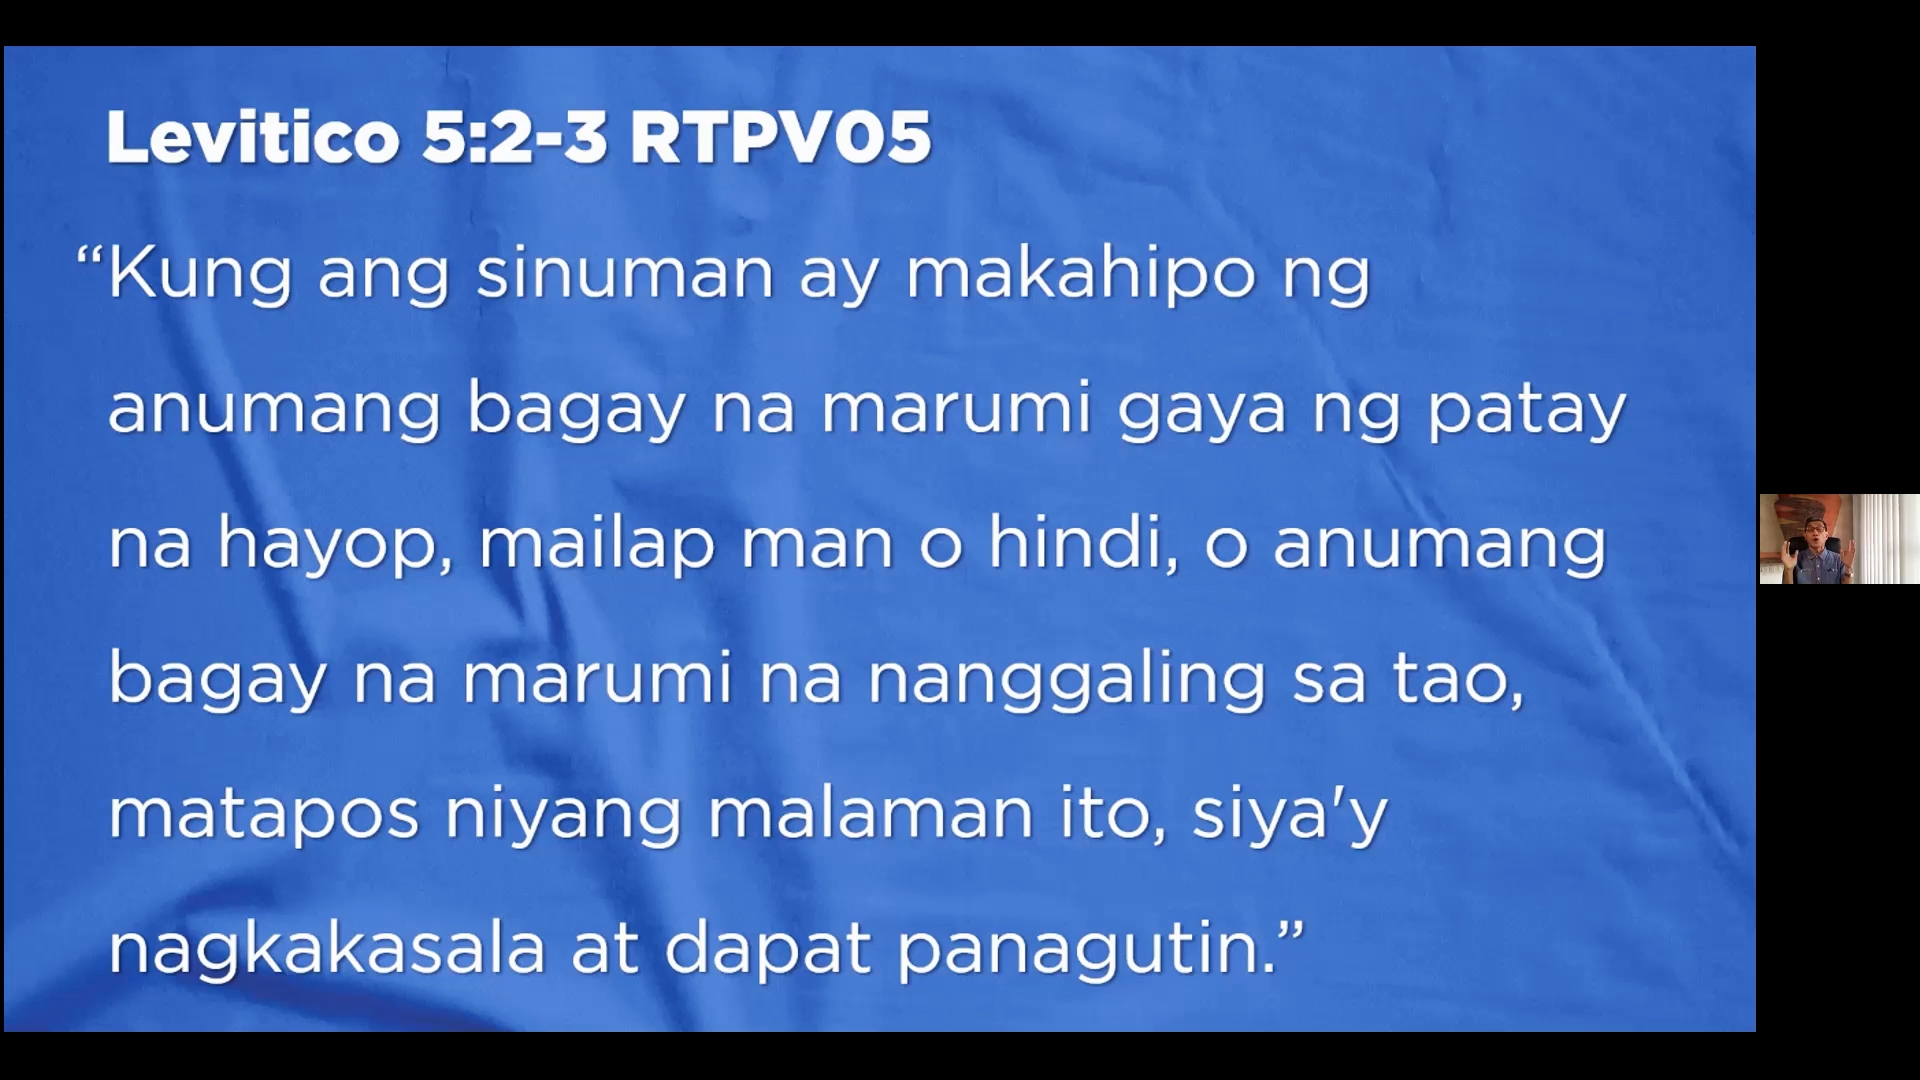 Levitico 5:2-3 RTPV05
“Kung ang sinuman ay makahipo ng
anumang bagay na marumi gaya ng patay
na hayop, mailap man o hindi, o anumang
bagay na marumi na nanggaling sa tao,
matapos niyang malaman ito, siya'y
nagkakasala at dapat panagutin.”